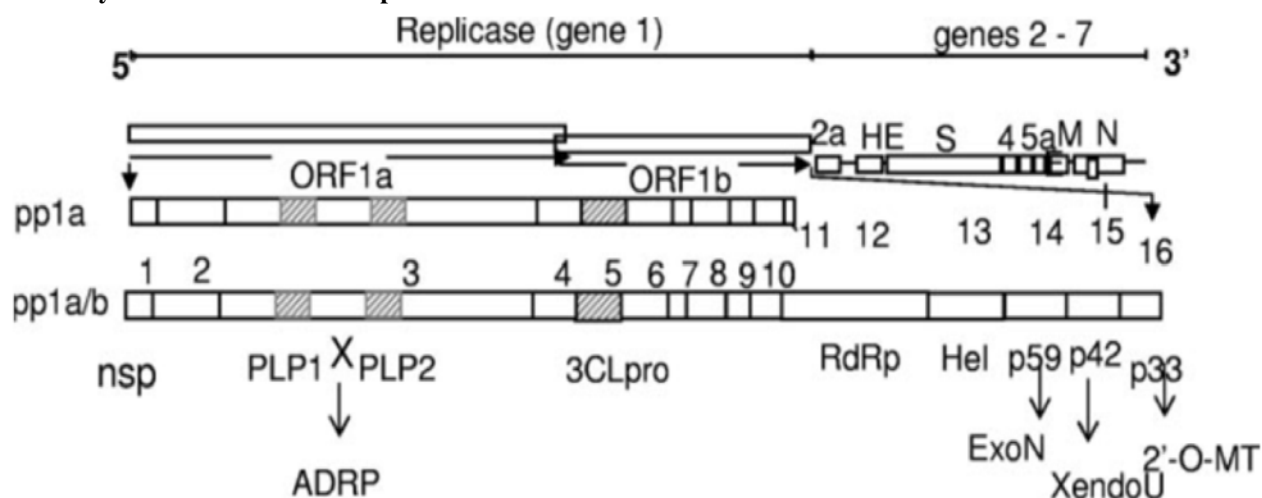 Replicase (gene 1) genes 2 - 7
5' 3'
2a HE S 4 5a M N
ORF1a ORF1b
pp1a
11 12 13 14 15 16
1 2 3 4 5 6 7 8 9 10
pp1a/b
nsp PLP1 X PLP2 3CLpro RdRp Hel p59 p42 p33
ADRP ExoN XendoU 2'-O-MT